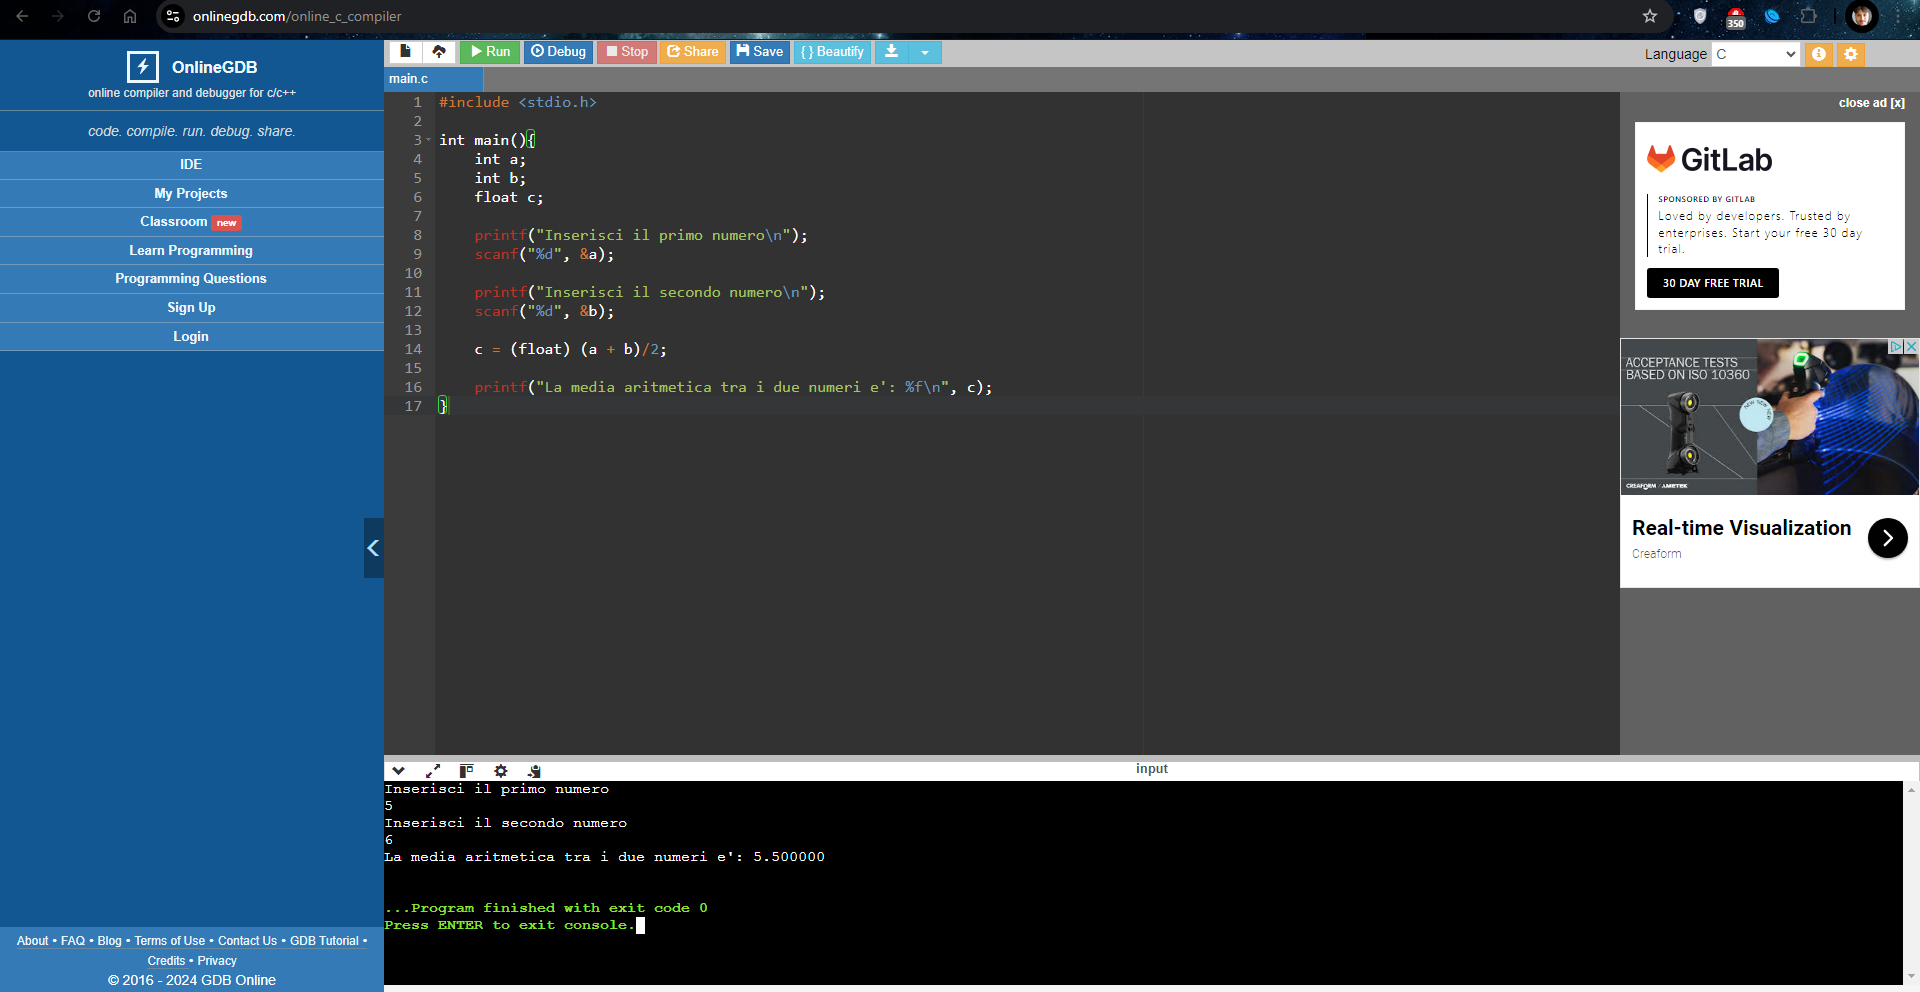 onlinegdb.com/online_c_compiler
350
OnlineGDB
online compiler and debugger for c/c++
code. compile. run. debug. share.
IDE
My Projects
Classroom new
Learn Programming
Programming Questions
Sign Up
Login
About • FAQ • Blog • Terms of Use • Contact Us • GDB Tutorial •
Credits • Privacy
© 2016 - 2024 GDB Online
Run Debug Stop Share Save { } Beautify
Language C
main.c
1 #include <stdio.h>
2
3 int main(){
4 int a;
5 int b;
6 float c;
7
8 printf("Inserisci il primo numero\n");
9 scanf("%d", &a);
10
11 printf("Inserisci il secondo numero\n");
12 scanf("%d", &b);
13
14 c = (float) (a + b)/2;
15
16 printf("La media aritmetica tra i due numeri e': %f\n", c);
17 }
close ad [x]
GitLab
SPONSORED BY GITLAB
Loved by developers. Trusted by
enterprises. Start your free 30 day
trial.
30 DAY FREE TRIAL
ACCEPTANCE TESTS
BASED ON ISO 10360
NEW NEW NEW
CREAFORM / AMETEK
Real-time Visualization
Creaform
input
Inserisci il primo numero
5
Inserisci il secondo numero
6
La media aritmetica tra i due numeri e': 5.500000
...Program finished with exit code 0
Press ENTER to exit console.